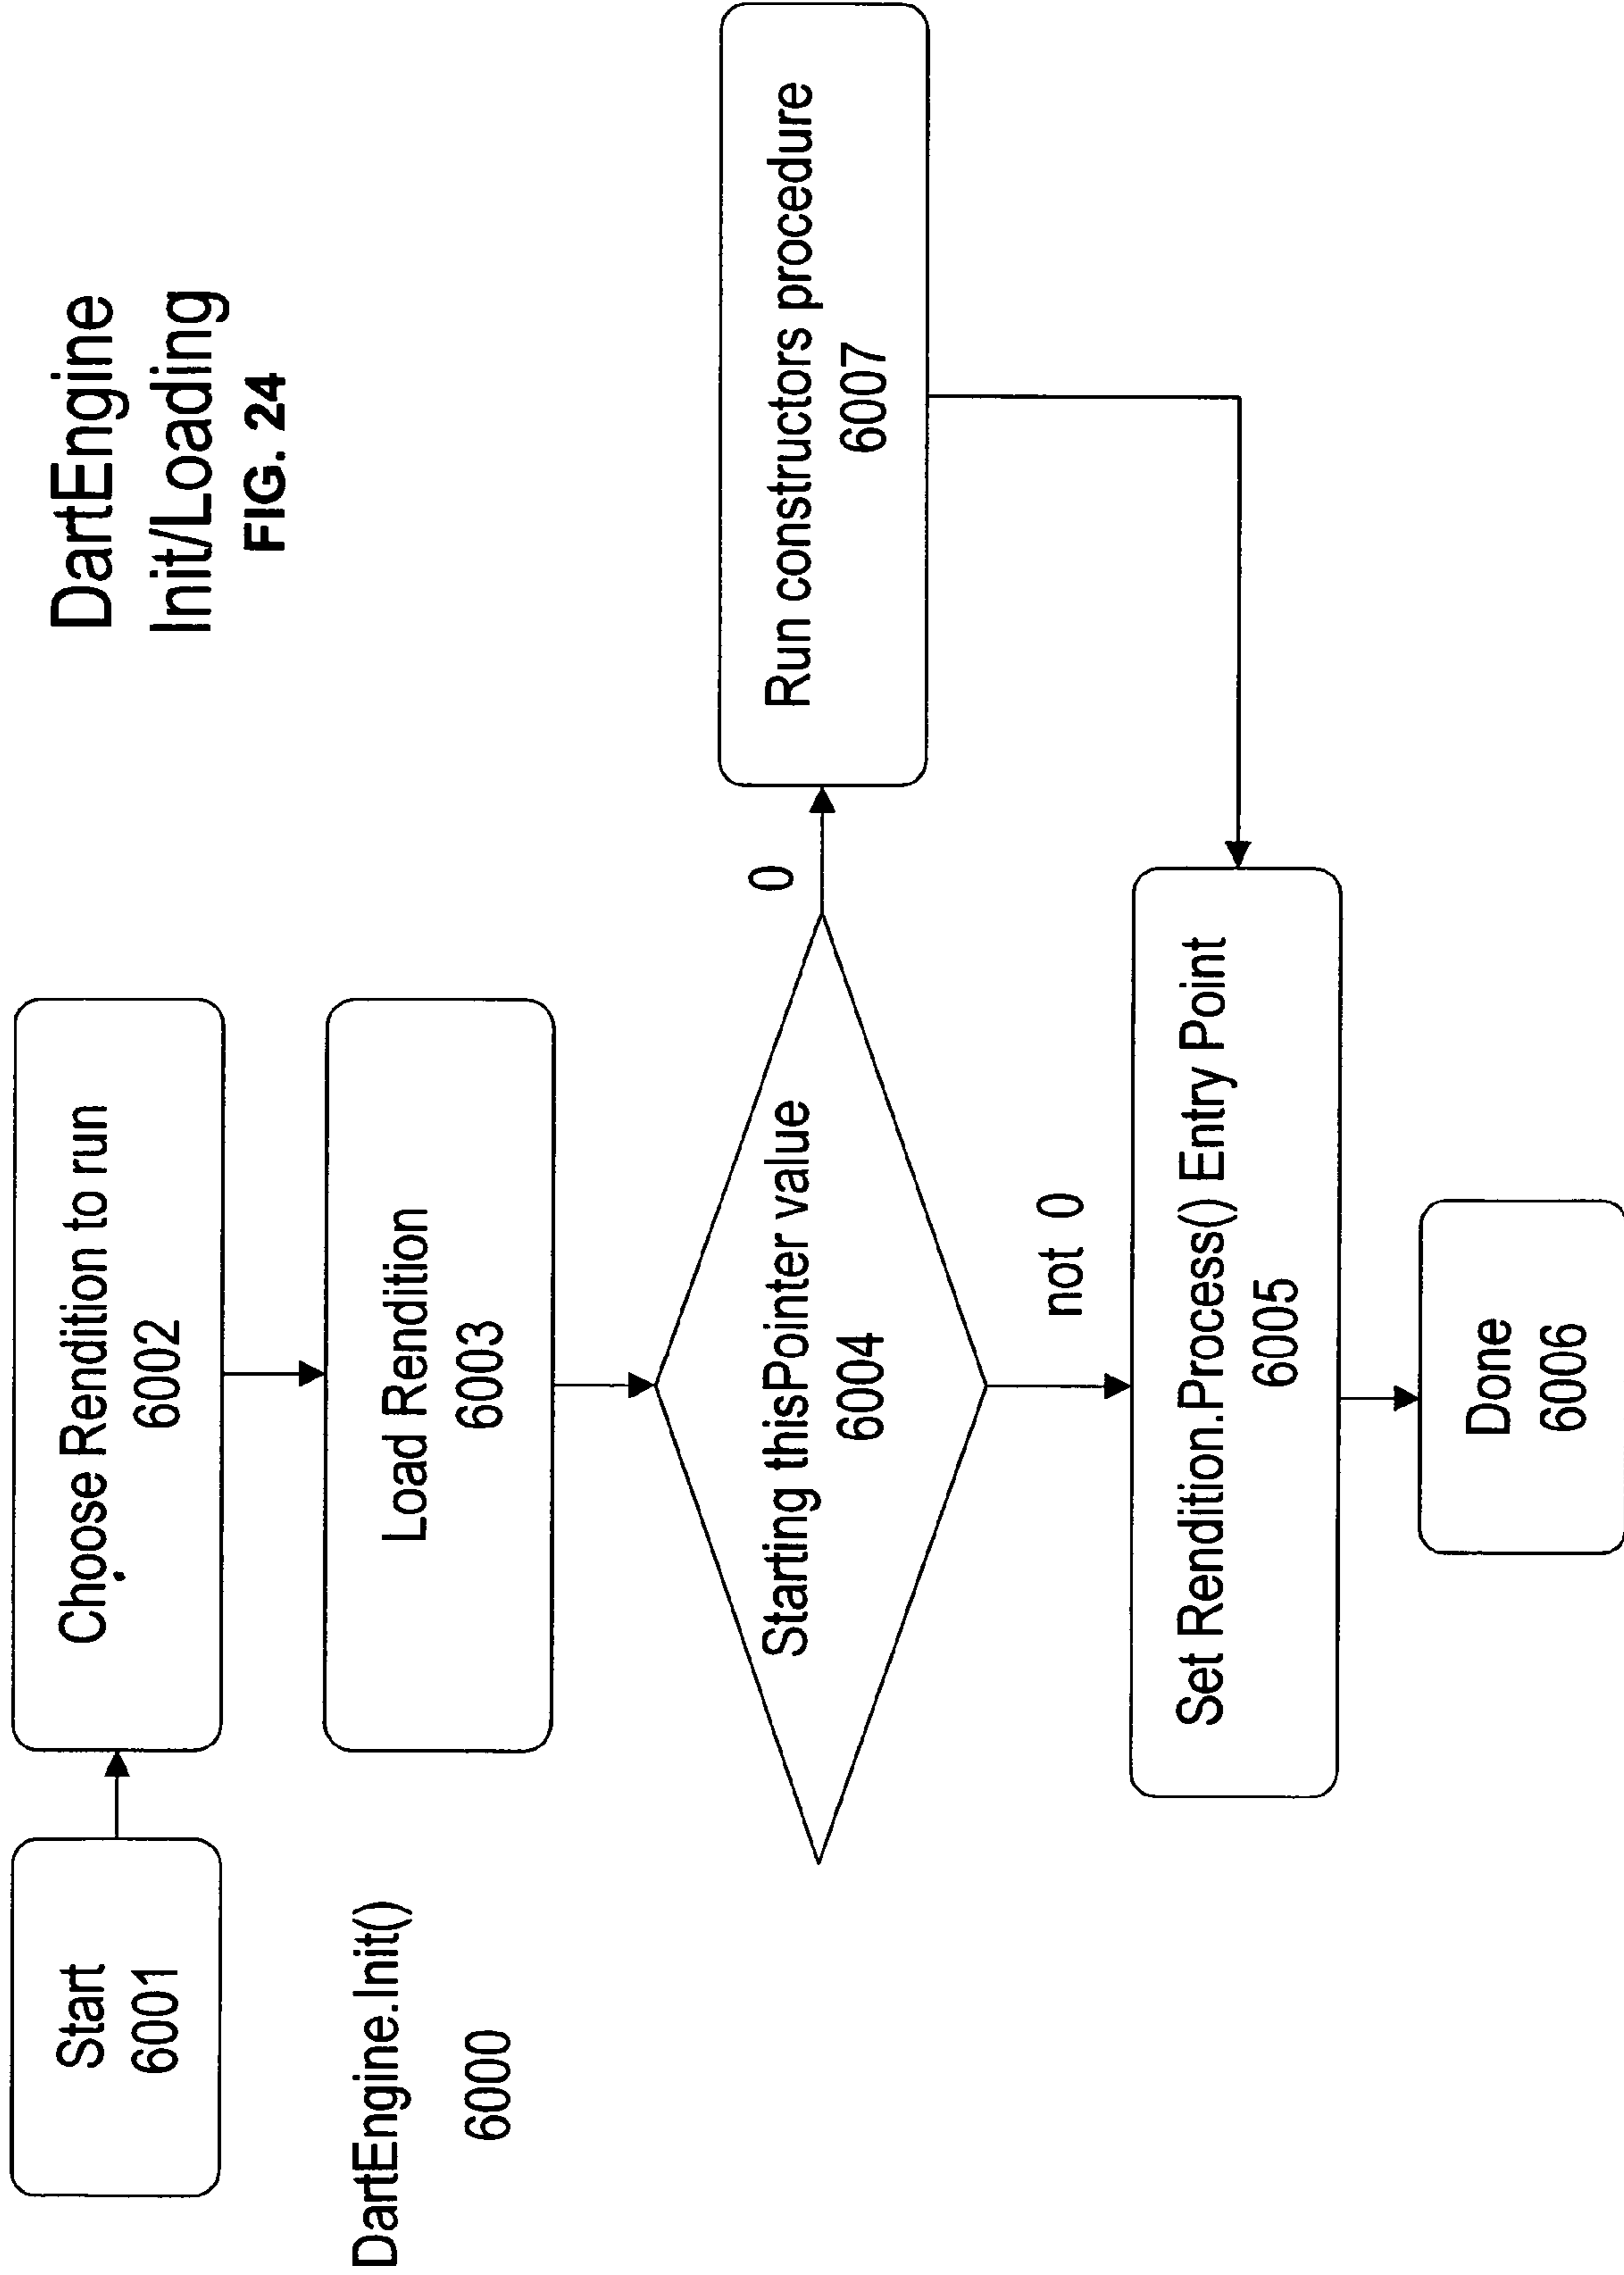 DartEngine
Init/Loading
FIG. 24
Start
6001
Choose Rendition to run
6002
DartEngine.Init()
6000
Load Rendition
6003
Starting thisPointer value
6004
0
Run constructors procedure
6007
not 0
Set Rendition.Process() Entry Point
6005
Done
6006